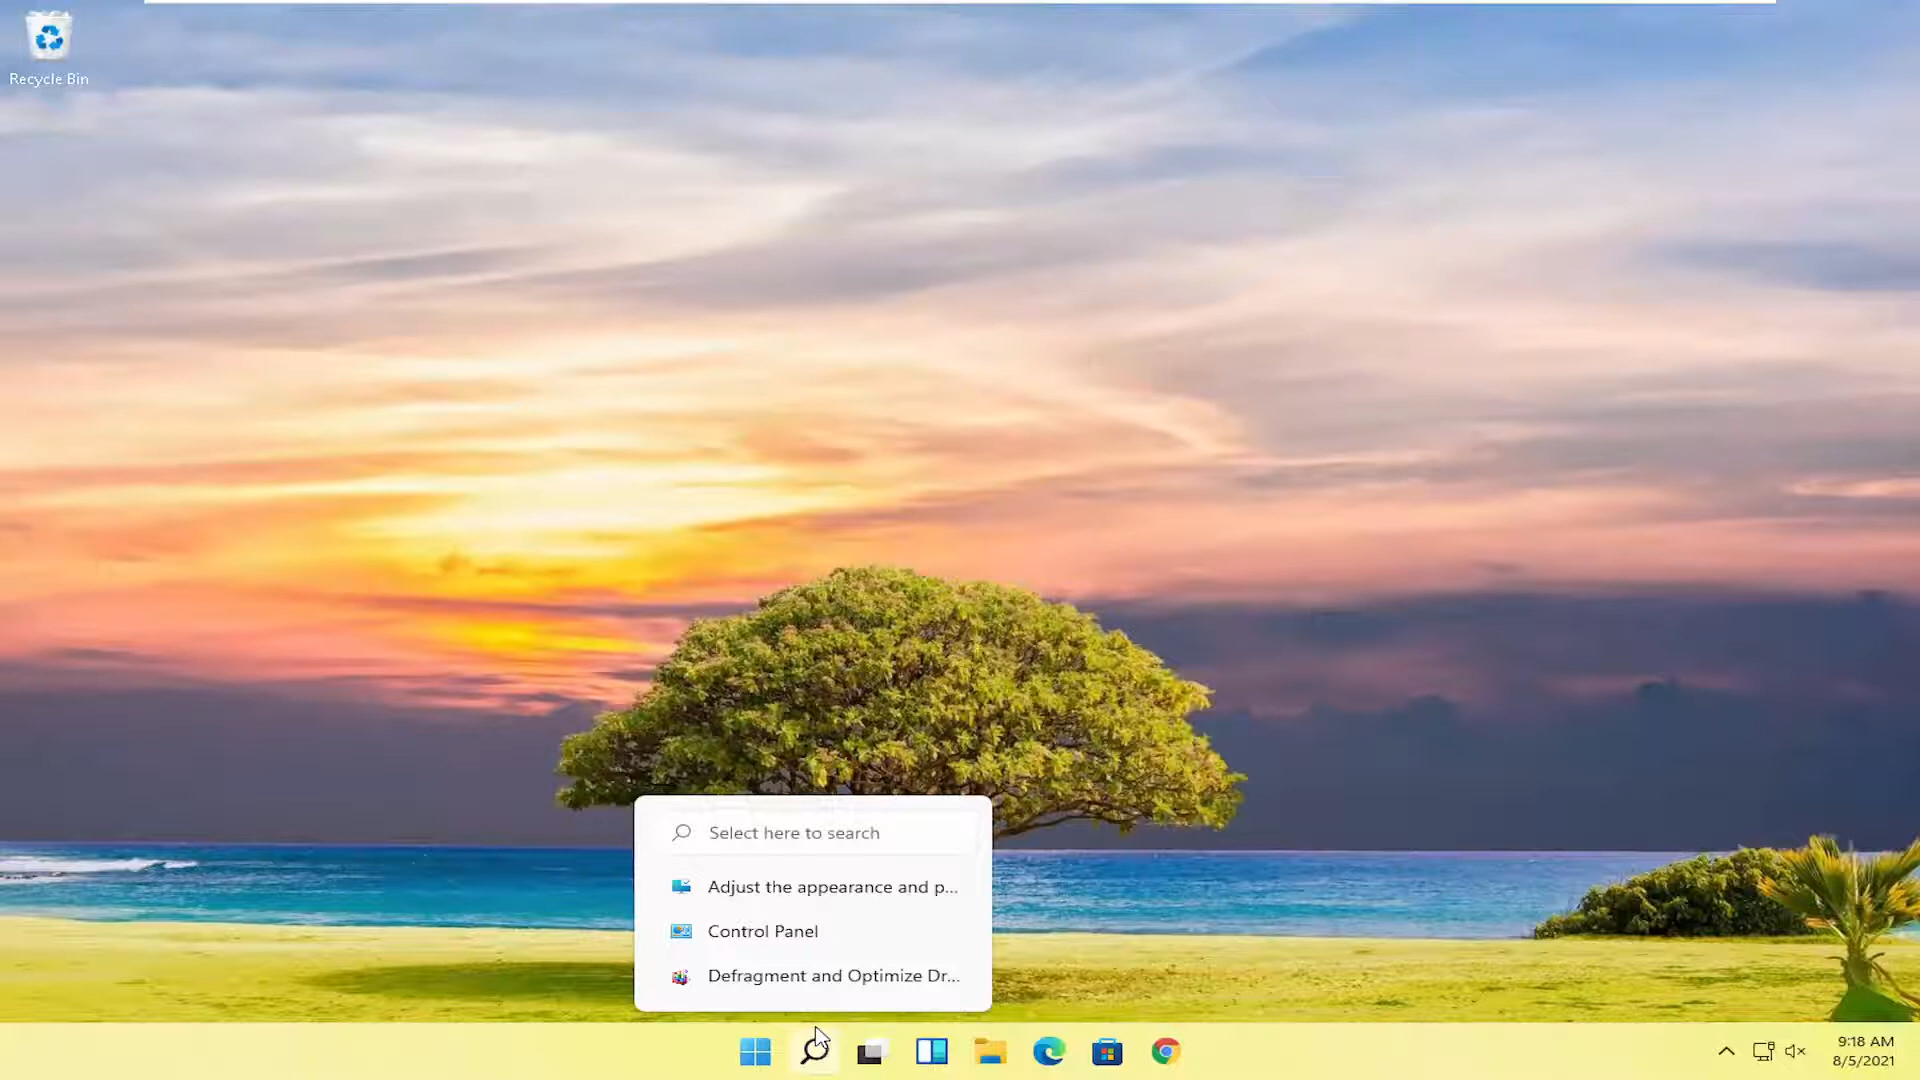 Recycle Bin
Select here to search
Adjust the appearance and p...
Control Panel
Defragment and Optimize Dr...
9:18 AM
8/5/2021